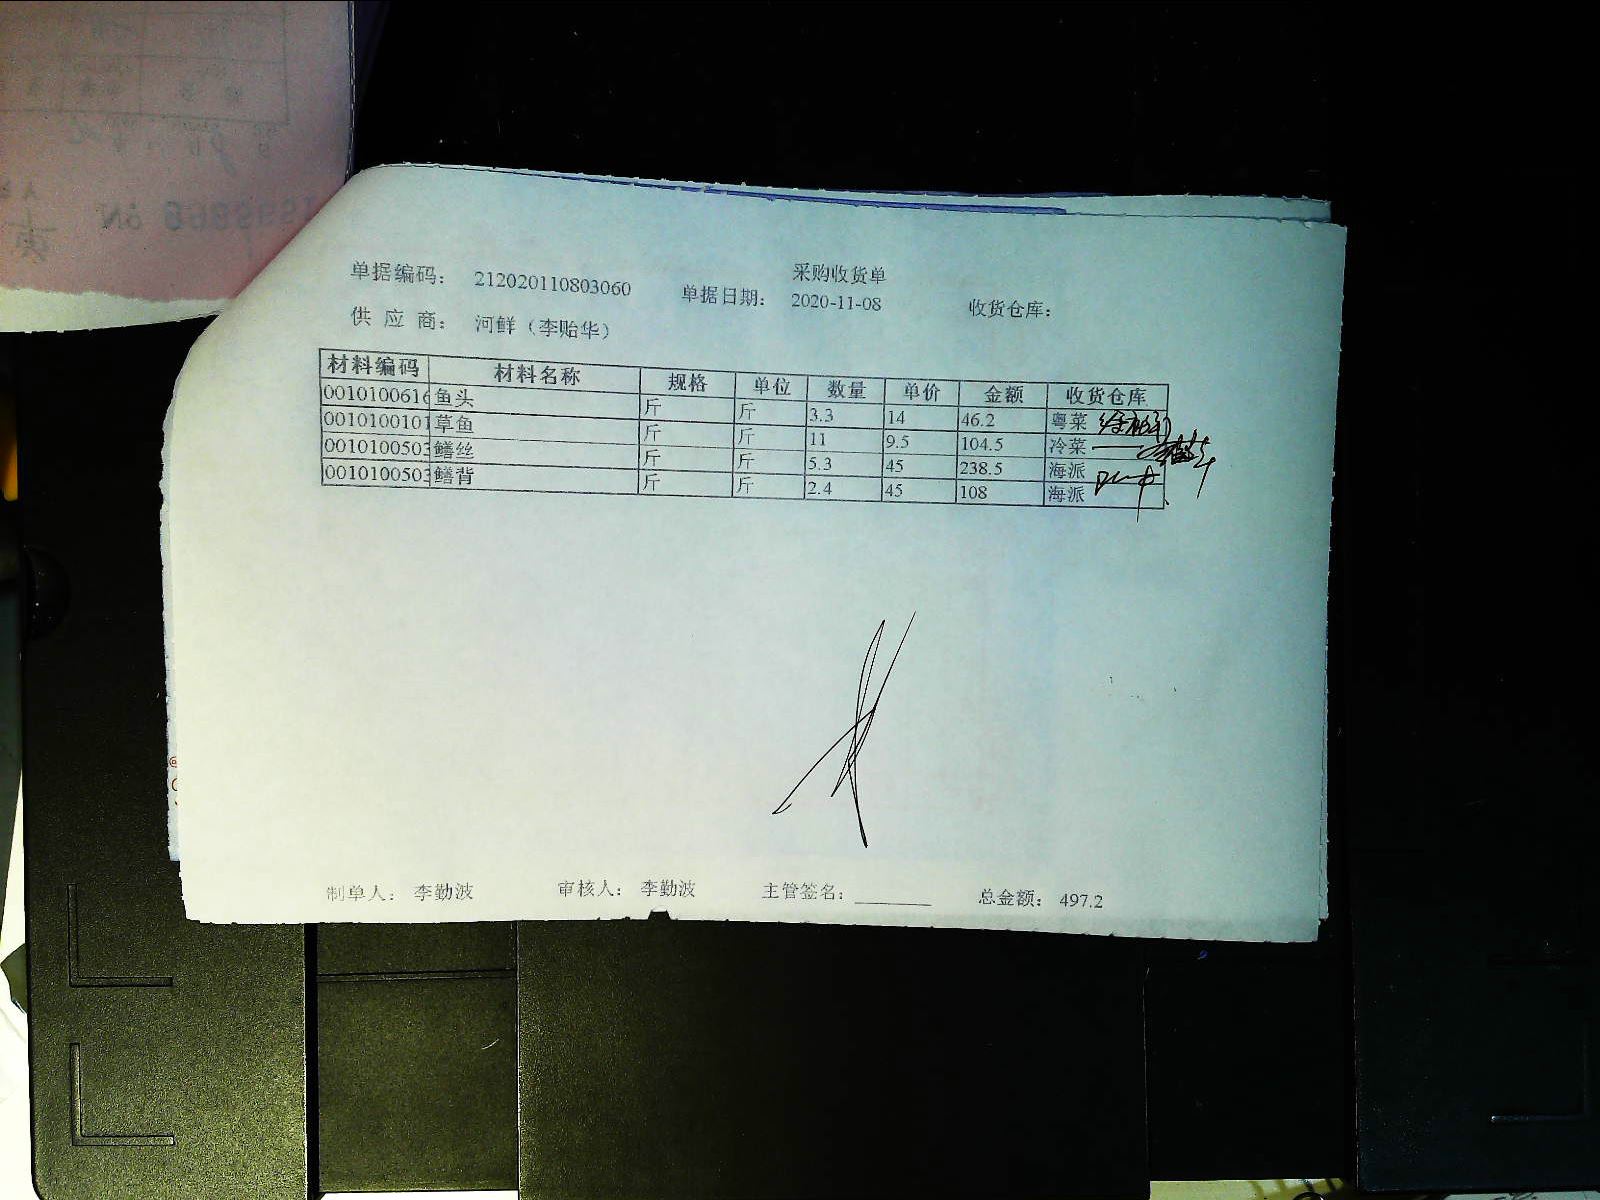 采购收货单
单据编码： 212020110803060 单据日期： 2020-11-08 收货仓库：
供 应 商： 河鲜（李贻华）
材料编码 材料名称 规格 单位 数量 单价 金额 收货仓库
0010100616 鱼头 斤 斤 3.3 14 46.2 粤菜
0010100101 草鱼 斤 斤 11 9.5 104.5 冷菜
0010100503 鳝丝 斤 斤 5.3 45 238.5 海派
0010100503 鳝背 斤 斤 2.4 45 108 海派
制单人： 李勤波 审核人： 李勤波 主管签名： 总金额： 497.2